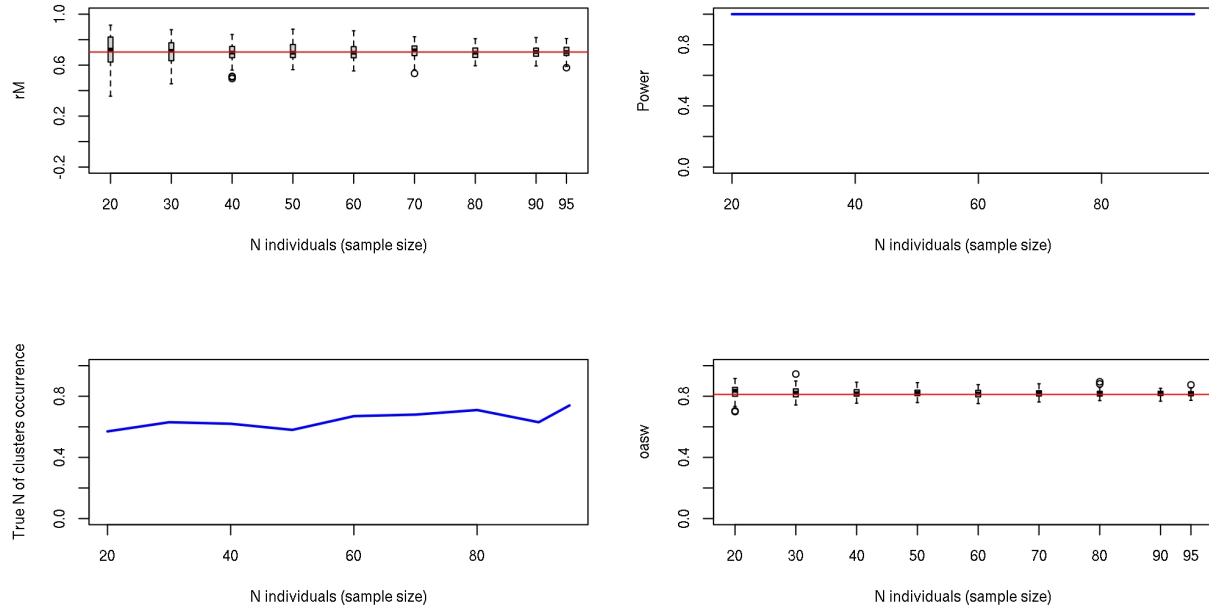 rM
-0.2 0.2 0.6 1.0
20 30 40 50 60 70 80 90 95
N individuals (sample size)
Power
0.0 0.4 0.8
20 40 60 80
N individuals (sample size)
True N of clusters occurrence
0.0 0.4 0.8
20 40 60 80
N individuals (sample size)
oasw
0.0 0.4 0.8
20 30 40 50 60 70 80 90 95
N individuals (sample size)